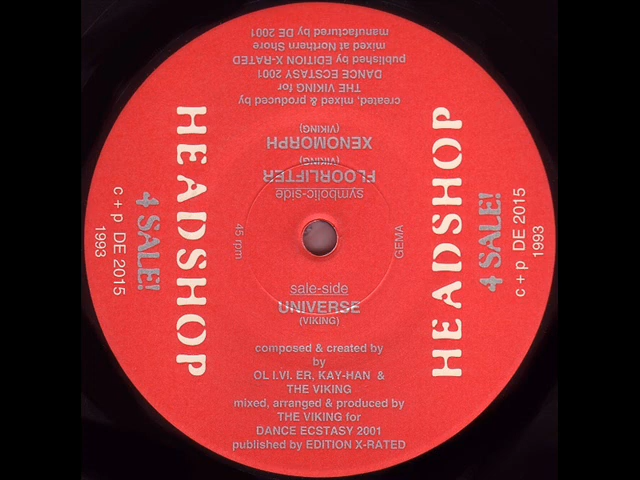 HEADSHOP
4 SALE!
c + p DE 2015
1993
HEADSHOP
4 SALE!
c + p DE 2015
1993
45 rpm
GEMA
sale-side
UNIVERSE
(VIKING)
composed & created by
by
OL I.VI. ER, KAY-HAN &
THE VIKING
mixed, arranged & produced by
THE VIKING for
DANCE ECSTASY 2001
published by EDITION X-RATED
symbolic-side
FLOORLIFTER
(VIKING)
XENOMORPH
(VIKING)
created, mixed & produced by
THE VIKING for
DANCE ECSTASY 2001
published by EDITION X-RATED
mixed at Northern Shore
manufactured by DE 2001